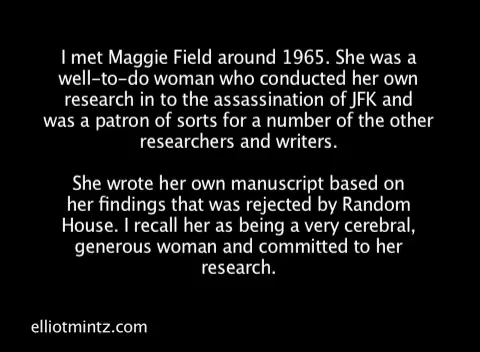 I met Maggie Field around 1965. She was a
well-to-do woman who conducted her own
research in to the assassination of JFK and
was a patron of sorts for a number of the other
researchers and writers.
She wrote her own manuscript based on
her findings that was rejected by Random
House. I recall her as being a very cerebral,
generous woman and committed to her
research.
elliotmintz.com